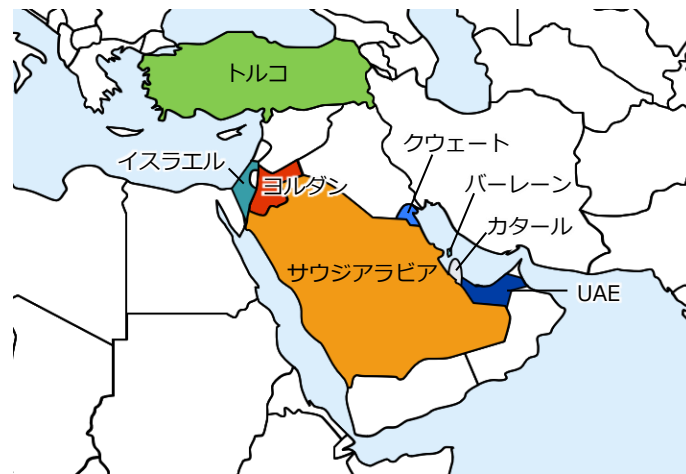 トルコ
クウェート
イスラエル
ヨルダン
バーレーン
カタール
サウジアラビア
UAE